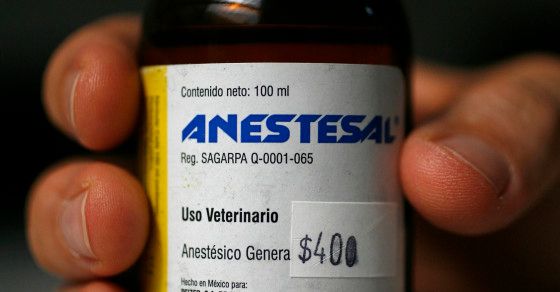 Contenido neto: 100 ml
ANESTESAL®
Reg. SAGARPA Q-0001-065
Uso Veterinario
Anestésico Genera
$400
Hecho en México para: